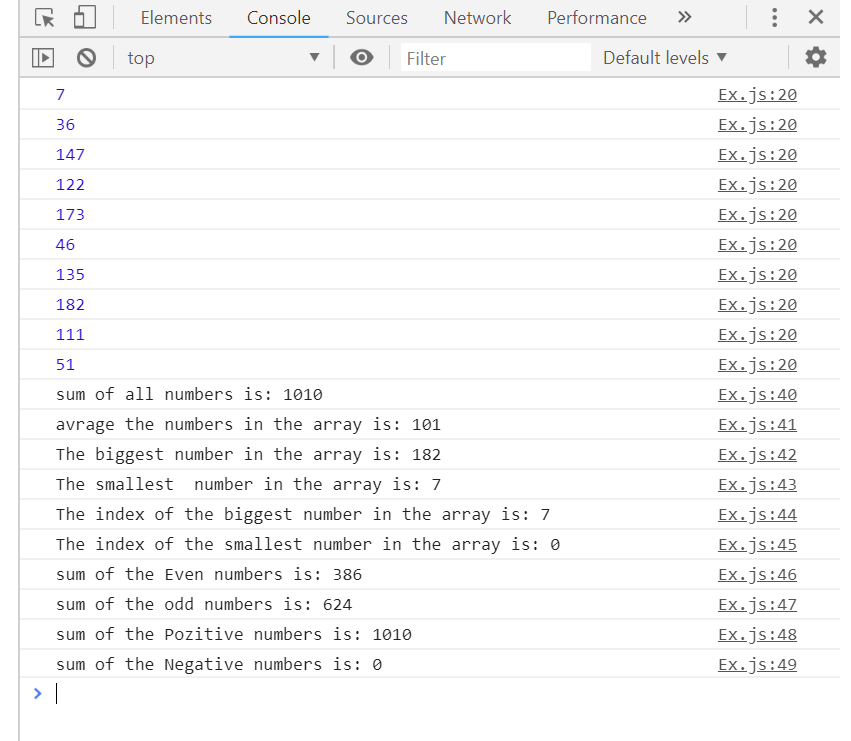 Elements Console Sources Network Performance »
top ▼ Filter Default levels ▼
7 Ex.js:20
36 Ex.js:20
147 Ex.js:20
122 Ex.js:20
173 Ex.js:20
46 Ex.js:20
135 Ex.js:20
182 Ex.js:20
111 Ex.js:20
51 Ex.js:20
sum of all numbers is: 1010 Ex.js:40
avrage the numbers in the array is: 101 Ex.js:41
The biggest number in the array is: 182 Ex.js:42
The smallest  number in the array is: 7 Ex.js:43
The index of the biggest number in the array is: 7 Ex.js:44
The index of the smallest number in the array is: 0 Ex.js:45
sum of the Even numbers is: 386 Ex.js:46
sum of the odd numbers is: 624 Ex.js:47
sum of the Pozitive numbers is: 1010 Ex.js:48
sum of the Negative numbers is: 0 Ex.js:49